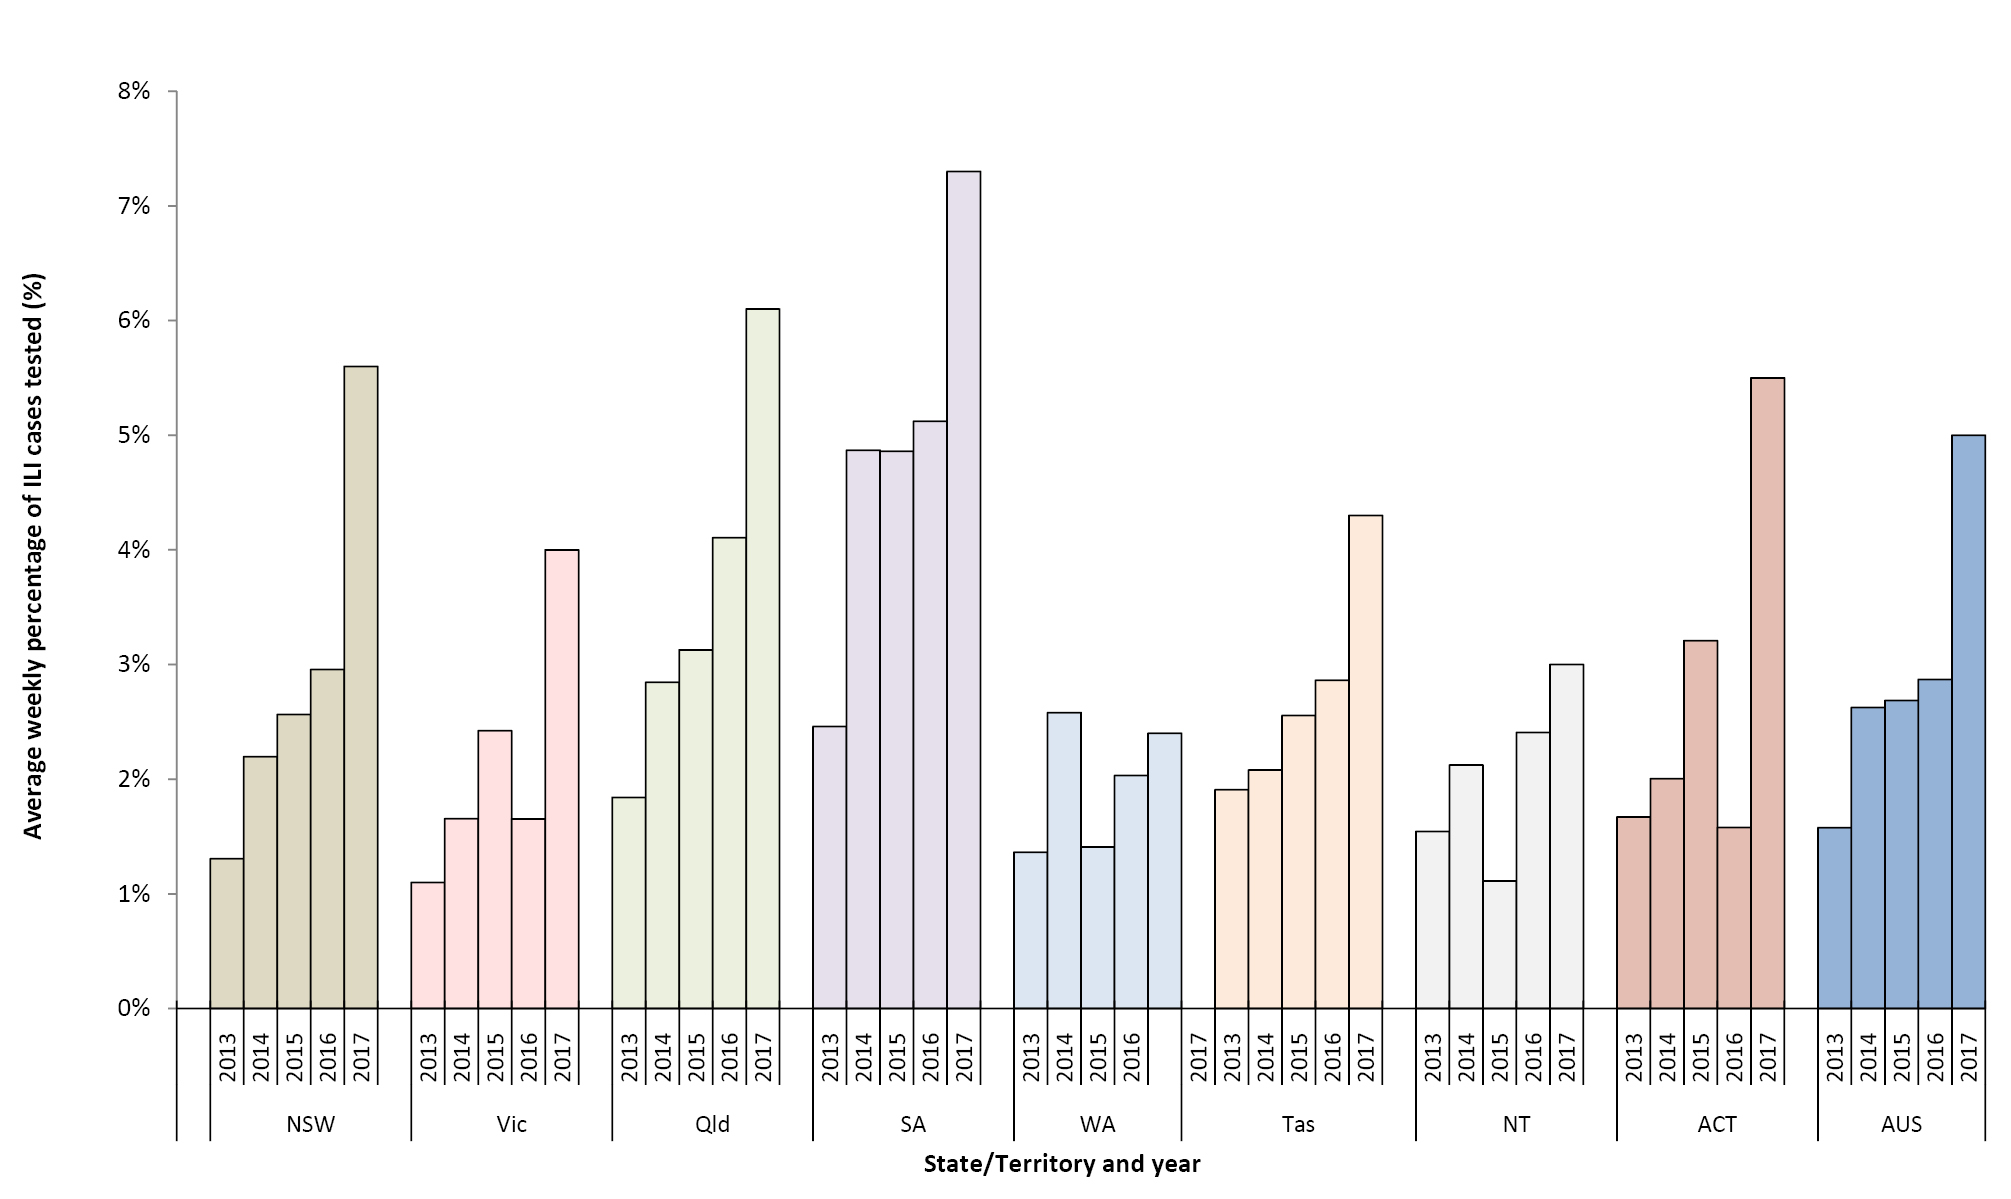 8%
7%
6%
5%
4%
3%
2%
1%
0%
Average weekly percentage of ILI cases tested (%)
2013 2014 2015 2016 2017 2013 2014 2015 2016 2017 2013 2014 2015 2016 2017 2013 2014 2015 2016 2017 2013 2014 2015 2016 2017 2013 2014 2015 2016 2017 2013 2014 2015 2016 2017 2013 2014 2015 2016 2017 2013 2014 2015 2016 2017
NSW Vic Qld SA WA Tas NT ACT AUS
State/Territory and year